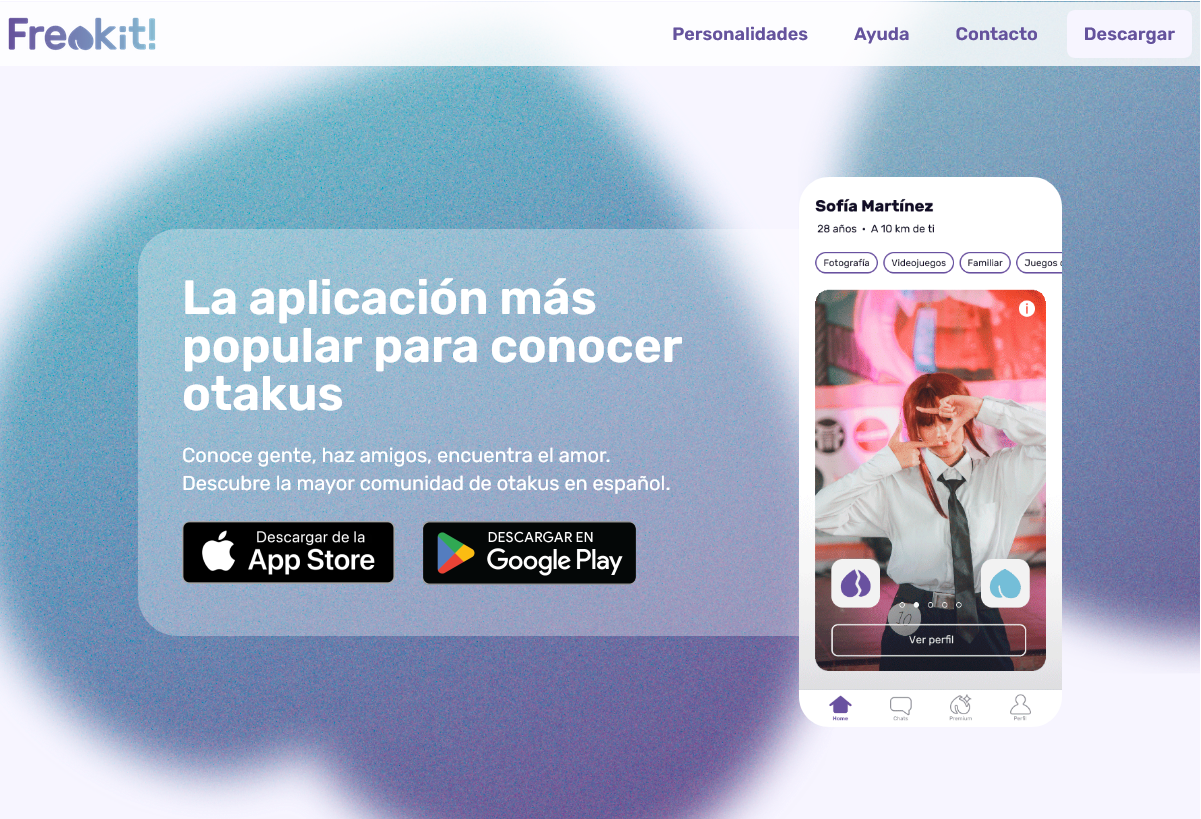 Freakit!
Personalidades
Ayuda
Contacto
Descargar
La aplicación más
popular para conocer
otakus
Conoce gente, haz amigos, encuentra el amor.
Descubre la mayor comunidad de otakus en español.
Descargar de la
App Store
DESCARGAR EN
Google Play
Sofía Martínez
28 años • A 10 km de ti
Fotografía
Videojuegos
Familiar
Juegos
10
Ver perfil
Home
Chats
Premium
Perfil